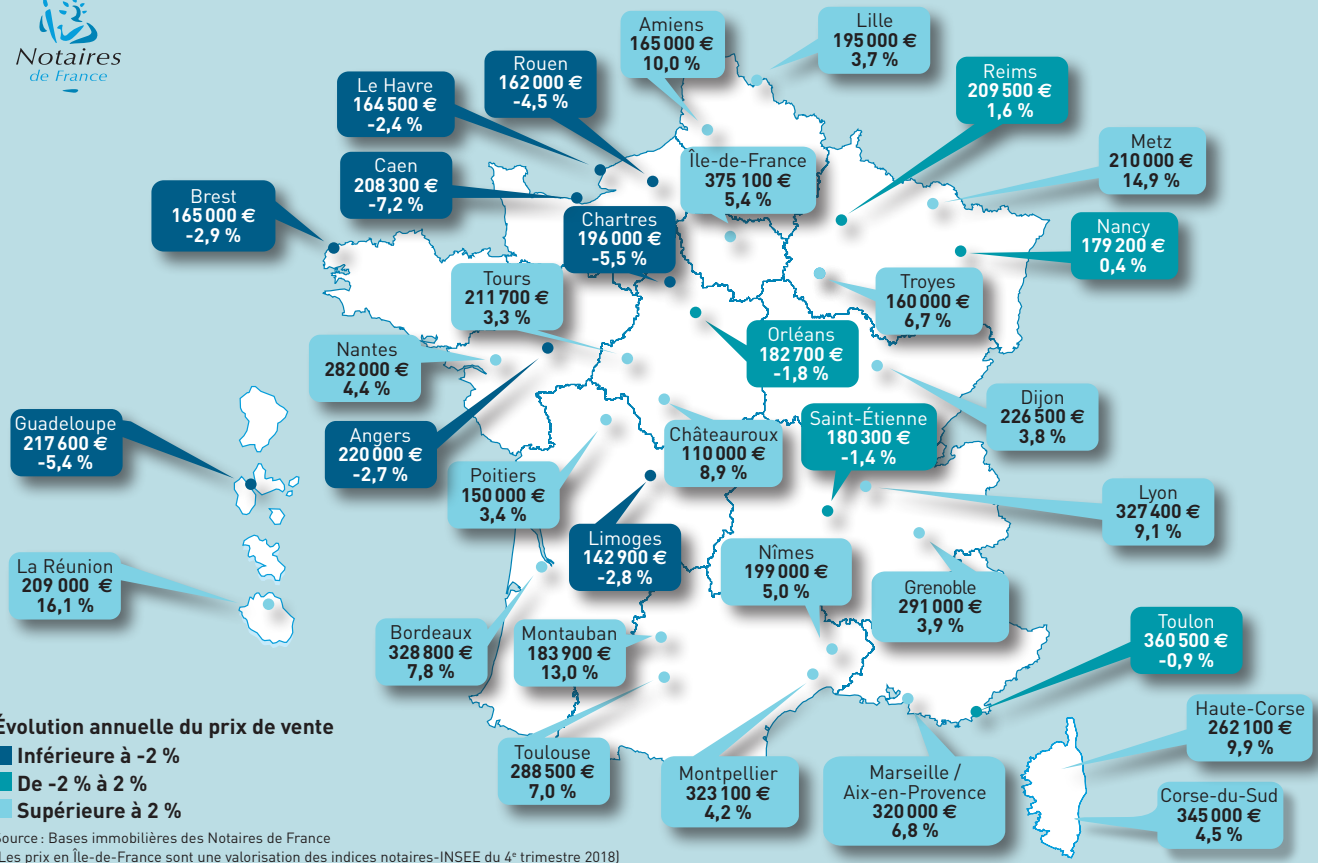 Notaires
de France
Amiens
165 000 €
10,0 %
Lille
195 000 €
3,7 %
Rouen
162 000 €
-4,5 %
Le Havre
164 500 €
-2,4 %
Reims
209 500 €
1,6 %
Metz
210 000 €
14,9 %
Île-de-France
375 100 €
5,4 %
Caen
208 300 €
-7,2 %
Brest
165 000 €
-2,9 %
Chartres
196 000 €
-5,5 %
Nancy
179 200 €
0,4 %
Tours
211 700 €
3,3 %
Troyes
160 000 €
6,7 %
Orléans
182 700 €
-1,8 %
Nantes
282 000 €
4,4 %
Dijon
226 500 €
3,8 %
Guadeloupe
217 600 €
-5,4 %
Angers
220 000 €
-2,7 %
Châteauroux
110 000 €
8,9 %
Saint-Étienne
180 300 €
-1,4 %
Poitiers
150 000 €
3,4 %
Lyon
327 400 €
9,1 %
Limoges
142 900 €
-2,8 %
Nîmes
199 000 €
5,0 %
La Réunion
209 000 €
16,1 %
Grenoble
291 000 €
3,9 %
Bordeaux
328 800 €
7,8 %
Montauban
183 900 €
13,0 %
Toulon
360 500 €
-0,9 %
Haute-Corse
262 100 €
9,9 %
Toulouse
288 500 €
7,0 %
Montpellier
323 100 €
4,2 %
Marseille /
Aix-en-Provence
320 000 €
6,8 %
Corse-du-Sud
345 000 €
4,5 %
Évolution annuelle du prix de vente
Inférieure à -2 %
De -2 % à 2 %
Supérieure à 2 %
Source : Bases immobilières des Notaires de France
(Les prix en Île-de-France sont une valorisation des indices notaires-INSEE du 4e trimestre 2018)